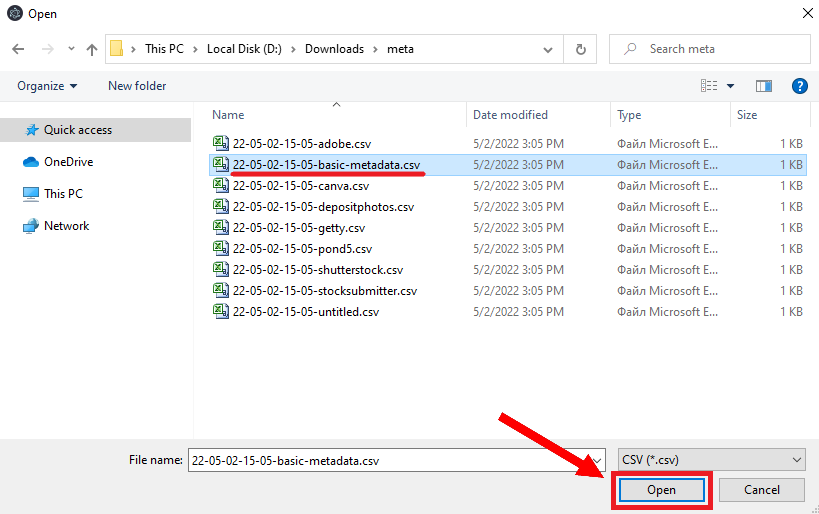 Open
This PC > Local Disk (D:) > Downloads > meta
Search meta
Organize
New folder
?
Name
Date modified
Type
Size
Quick access
OneDrive
This PC
Network
22-05-02-15-05-adobe.csv 5/2/2022 3:05 PM Файл Microsoft E... 1 KB
22-05-02-15-05-basic-metadata.csv 5/2/2022 3:05 PM Файл Microsoft E... 1 KB
22-05-02-15-05-canva.csv 5/2/2022 3:05 PM Файл Microsoft E... 1 KB
22-05-02-15-05-depositphotos.csv 5/2/2022 3:05 PM Файл Microsoft E... 1 KB
22-05-02-15-05-getty.csv 5/2/2022 3:05 PM Файл Microsoft E... 1 KB
22-05-02-15-05-pond5.csv 5/2/2022 3:05 PM Файл Microsoft E... 1 KB
22-05-02-15-05-shutterstock.csv 5/2/2022 3:05 PM Файл Microsoft E... 1 KB
22-05-02-15-05-stocksubmitter.csv 5/2/2022 3:05 PM Файл Microsoft E... 1 KB
22-05-02-15-05-untitled.csv 5/2/2022 3:05 PM Файл Microsoft E... 1 KB
File name: 22-05-02-15-05-basic-metadata.csv
CSV (*.csv)
Open
Cancel